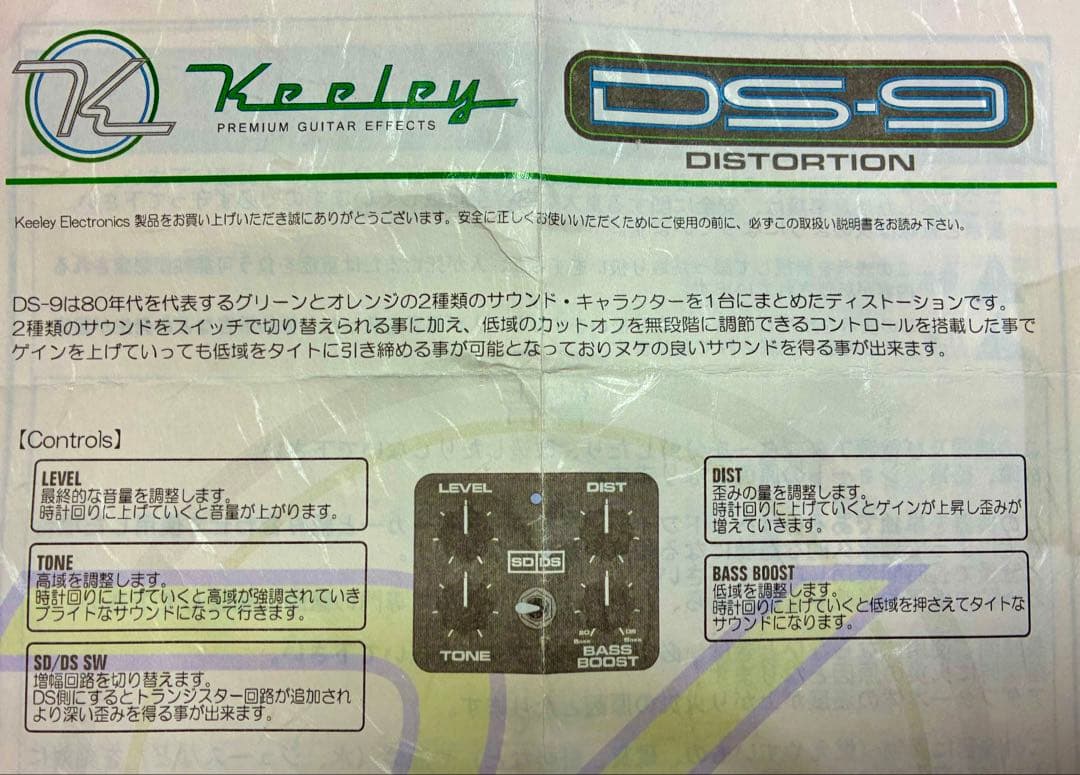 K Keeley
PREMIUM GUITAR EFFECTS
DS-9
DISTORTION
Keeley Electronics 製品をお買い上げいただき誠にありがとうございます。安全に正しくお使いいただくためにご使用の前に、必ずこの取扱い説明書をお読み下さい。
DS-9は80年代を代表するグリーンとオレンジの2種類のサウンド・キャラクターを1台にまとめたディストーションです。
2種類のサウンドをスイッチで切り替えられる事に加え、低域のカットオフを無段階に調節できるコントロールを搭載した事で
ゲインを上げていっても低域をタイトに引き締める事が可能となっておりヌケの良いサウンドを得る事が出来ます。
【Controls】
LEVEL
最終的な音量を調整します。
時計回りに上げていくと音量が上がります。
TONE
高域を調整します。
時計回りに上げていくと高域が強調されていき
ブライトなサウンドになって行きます。
SD/DS SW
増幅回路を切り替えます。
DS側にするとトランジスター回路が追加され
より深い歪みを得る事が出来ます。
LEVEL DIST
SD DS
SD Bass DS Bass
TONE BASS BOOST
DIST
歪みの量を調整します。
時計回りに上げていくとゲインが上昇し歪みが
増えていきます。
BASS BOOST
低域を調整します。
時計回りに上げていくと低域を押さえてタイトな
サウンドになります。